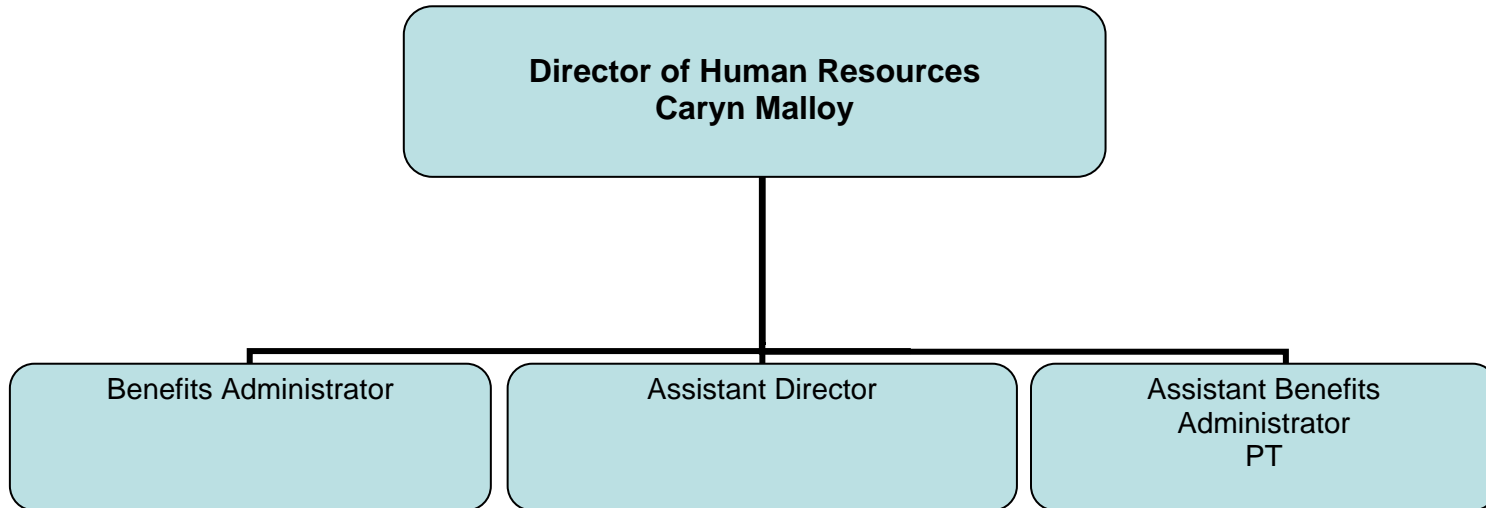 Director of Human Resources
Caryn Malloy
Benefits Administrator
Assistant Director
Assistant Benefits
Administrator
PT